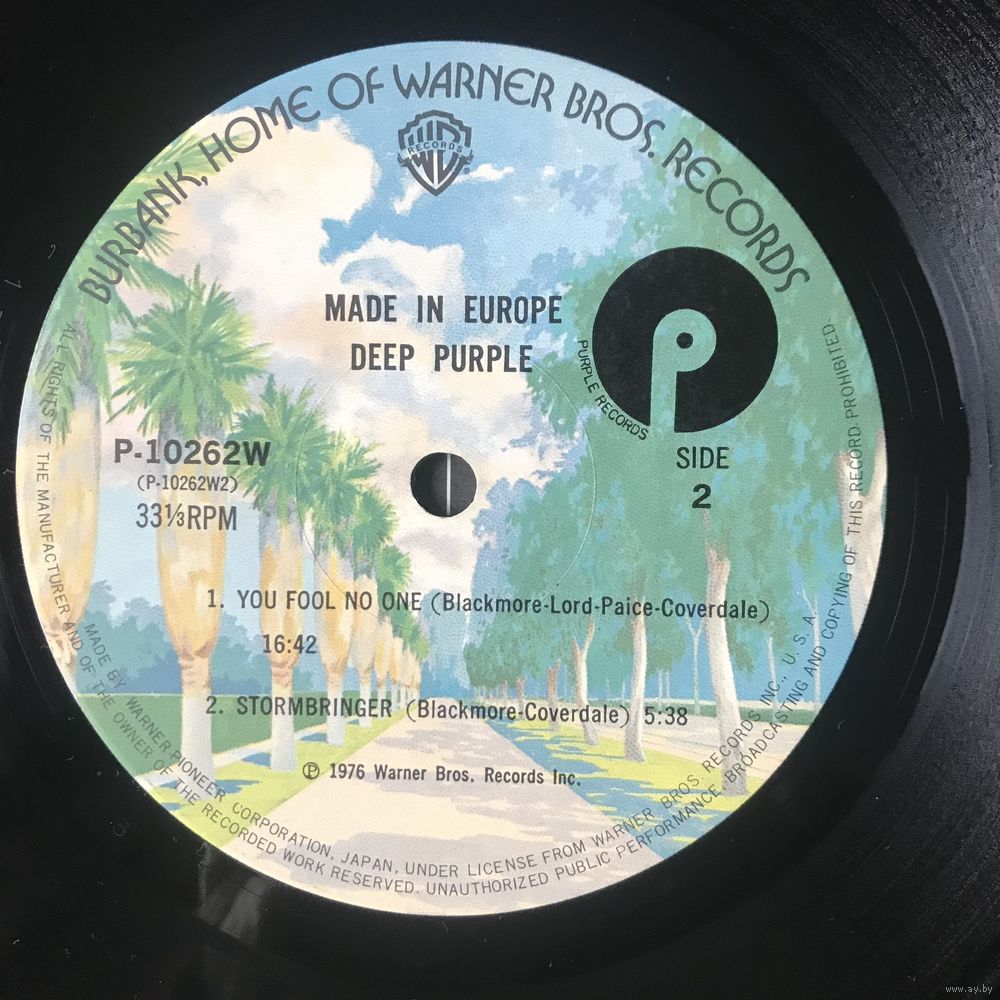 BURBANK, HOME OF WARNER BROS. RECORDS
W RECORDS
MADE IN EUROPE
DEEP PURPLE
P
PURPLE RECORDS
P-10262W
(P-10262W2)
33⅓RPM
SIDE
2
1. YOU FOOL NO ONE (Blackmore-Lord-Paice-Coverdale)
16:42
2. STORMBRINGER (Blackmore-Coverdale) 5:38
℗ 1976 Warner Bros. Records Inc.
MADE BY WARNER-PIONEER CORPORATION, JAPAN, UNDER LICENSE FROM WARNER BROS. RECORDS INC., U.S.A.
ALL RIGHTS OF THE MANUFACTURER AND OF THE OWNER OF THE RECORDED WORK RESERVED. UNAUTHORIZED PUBLIC PERFORMANCE, BROADCASTING AND COPYING OF THIS RECORD PROHIBITED.
www.ay.by